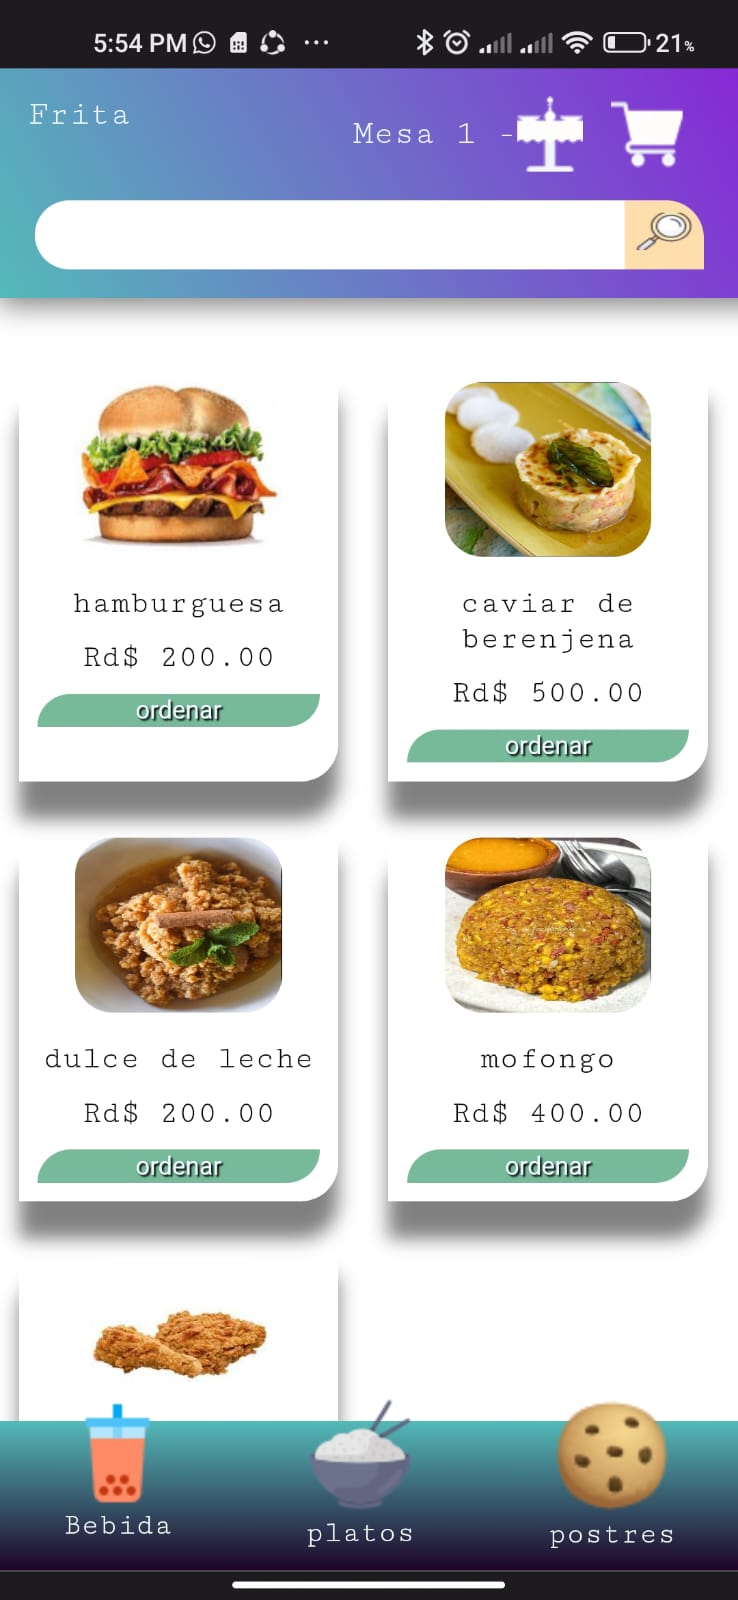 5:54 PM
21%
Frita
Mesa 1 -
hamburguesa
Rd$ 200.00
ordenar
caviar de
berenjena
Rd$ 500.00
ordenar
dulce de leche
Rd$ 200.00
ordenar
mofongo
Rd$ 400.00
ordenar
Bebida
platos
postres